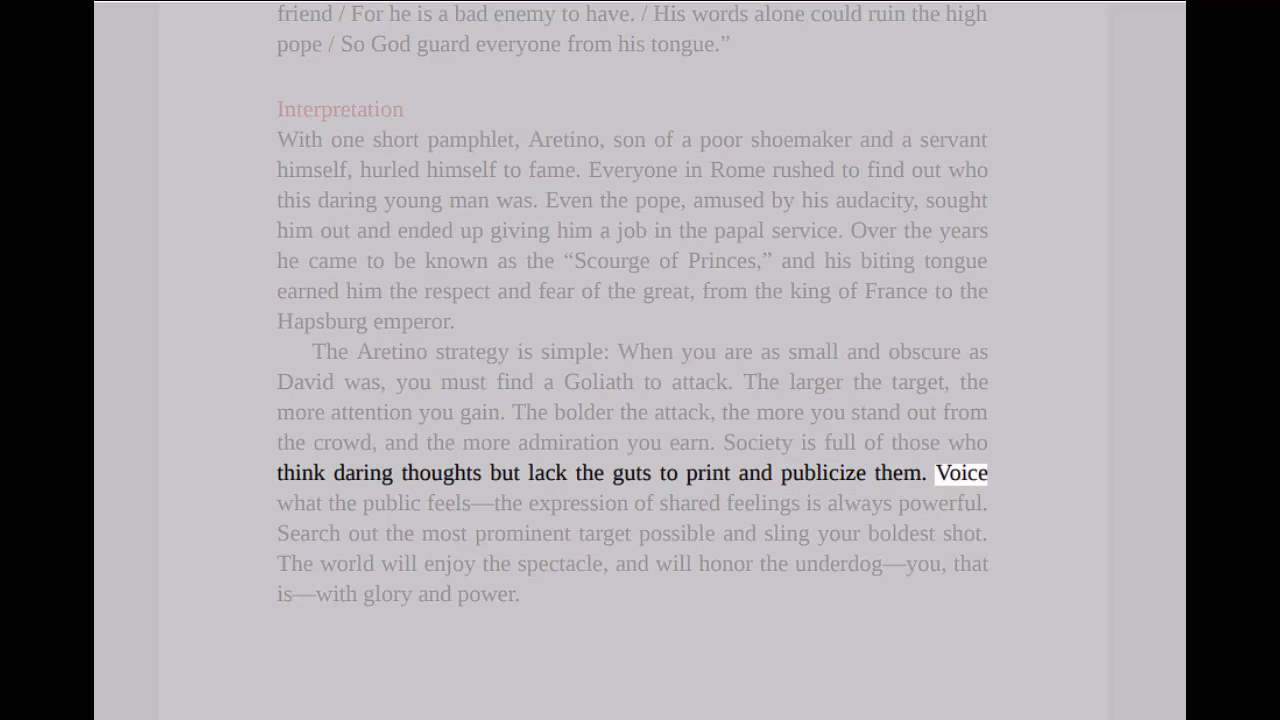 friend / For he is a bad enemy to have. / His words alone could ruin the high
pope / So God guard everyone from his tongue.”
Interpretation
With one short pamphlet, Aretino, son of a poor shoemaker and a servant
himself, hurled himself to fame. Everyone in Rome rushed to find out who
this daring young man was. Even the pope, amused by his audacity, sought
him out and ended up giving him a job in the papal service. Over the years
he came to be known as the “Scourge of Princes,” and his biting tongue
earned him the respect and fear of the great, from the king of France to the
Hapsburg emperor.
The Aretino strategy is simple: When you are as small and obscure as
David was, you must find a Goliath to attack. The larger the target, the
more attention you gain. The bolder the attack, the more you stand out from
the crowd, and the more admiration you earn. Society is full of those who
think daring thoughts but lack the guts to print and publicize them. Voice
what the public feels—the expression of shared feelings is always powerful.
Search out the most prominent target possible and sling your boldest shot.
The world will enjoy the spectacle, and will honor the underdog—you, that
is—with glory and power.